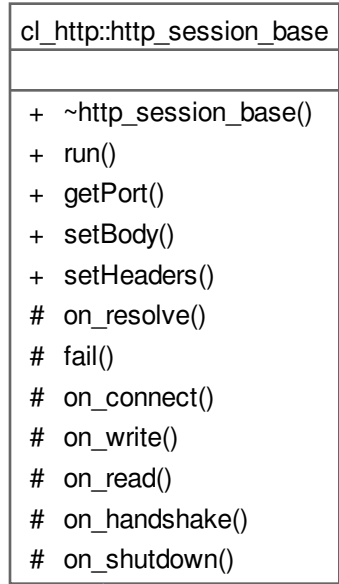 cl_http::http_session_base
+ ~http_session_base()
+ run()
+ getPort()
+ setBody()
+ setHeaders()
# on_resolve()
# fail()
# on_connect()
# on_write()
# on_read()
# on_handshake()
# on_shutdown()